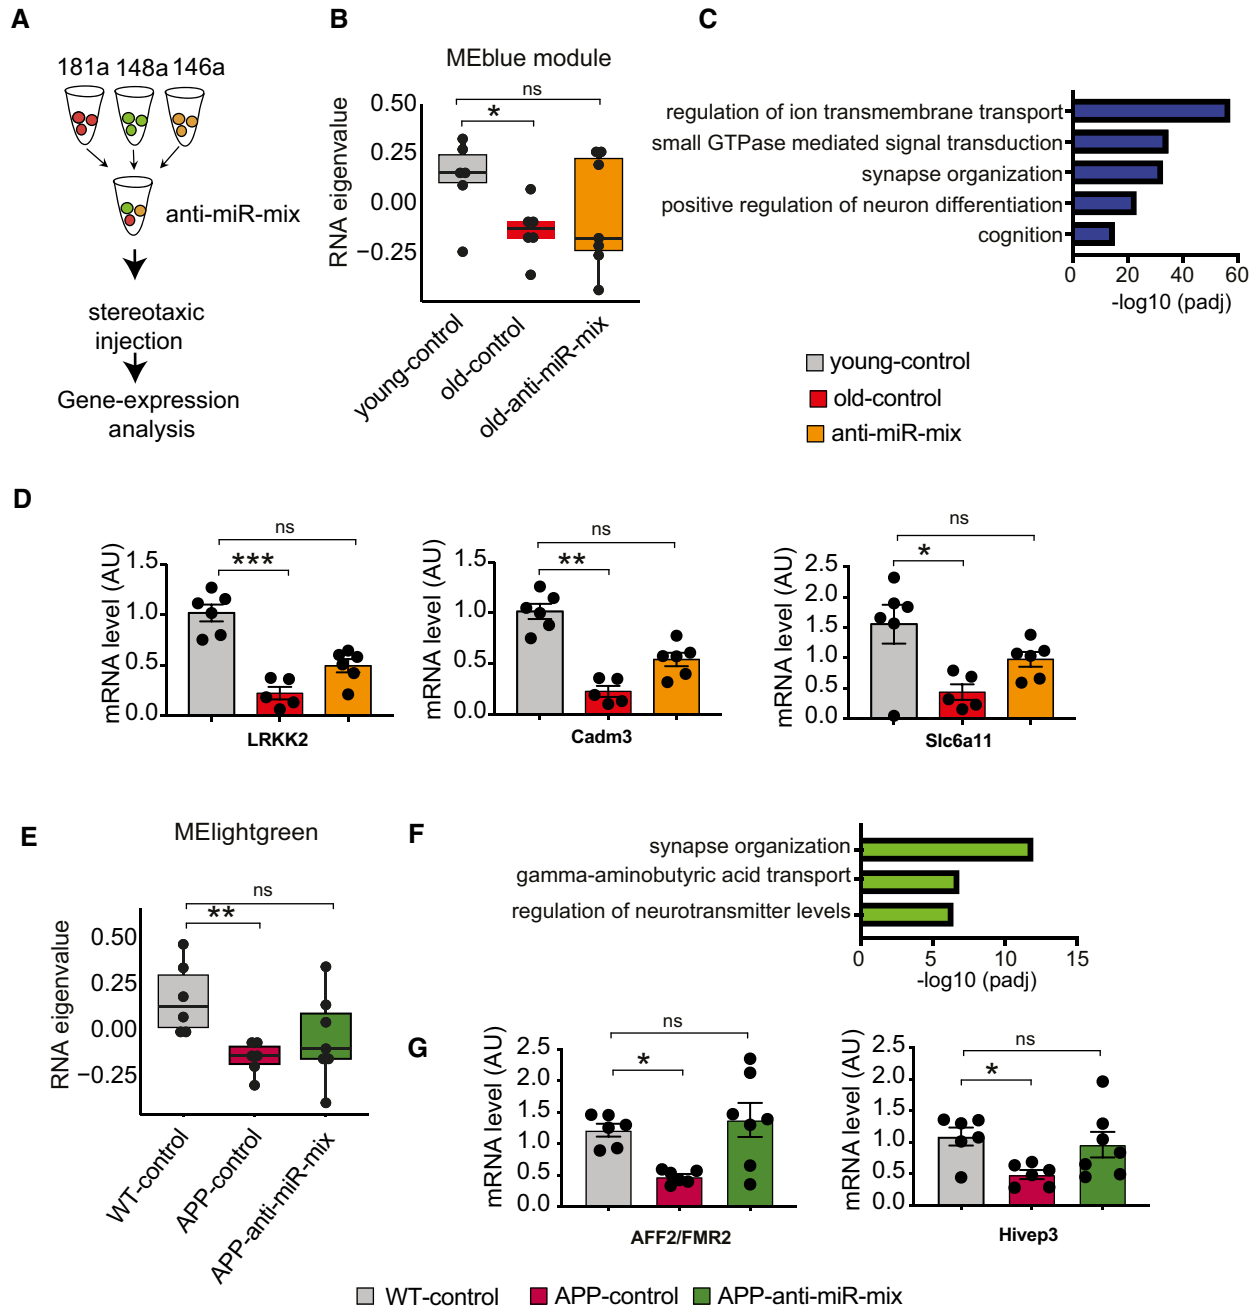 A
181a 148a 146a
anti-miR-mix
stereotaxic
injection
Gene-expression
analysis
B
MEblue module
ns
*
RNA eigenvalue
0.50
0.25
0.00
−0.25
young-control
old-control
old-anti-miR-mix
C
regulation of ion transmembrane transport
small GTPase mediated signal transduction
synapse organization
positive regulation of neuron differentiation
cognition
0 20 40 60
-log10 (padj)
young-control
old-control
anti-miR-mix
D
ns
***
mRNA level (AU)
1.5
1.0
0.5
0.0
LRKK2
ns
**
mRNA level (AU)
1.5
1.0
0.5
0.0
Cadm3
ns
*
mRNA level (AU)
2.5
2.0
1.5
1.0
0.5
0.0
Slc6a11
E
MElightgreen
ns
**
RNA eigenvalue
0.50
0.25
0.00
−0.25
WT-control
APP-control
APP-anti-miR-mix
F
synapse organization
gamma-aminobutyric acid transport
regulation of neurotransmitter levels
0 5 10 15
-log10 (padj)
G
ns
*
mRNA level (AU)
2.5
2.0
1.5
1.0
0.5
0.0
AFF2/FMR2
ns
*
mRNA level (AU)
2.5
2.0
1.5
1.0
0.5
0.0
Hivep3
WT-control APP-control APP-anti-miR-mix